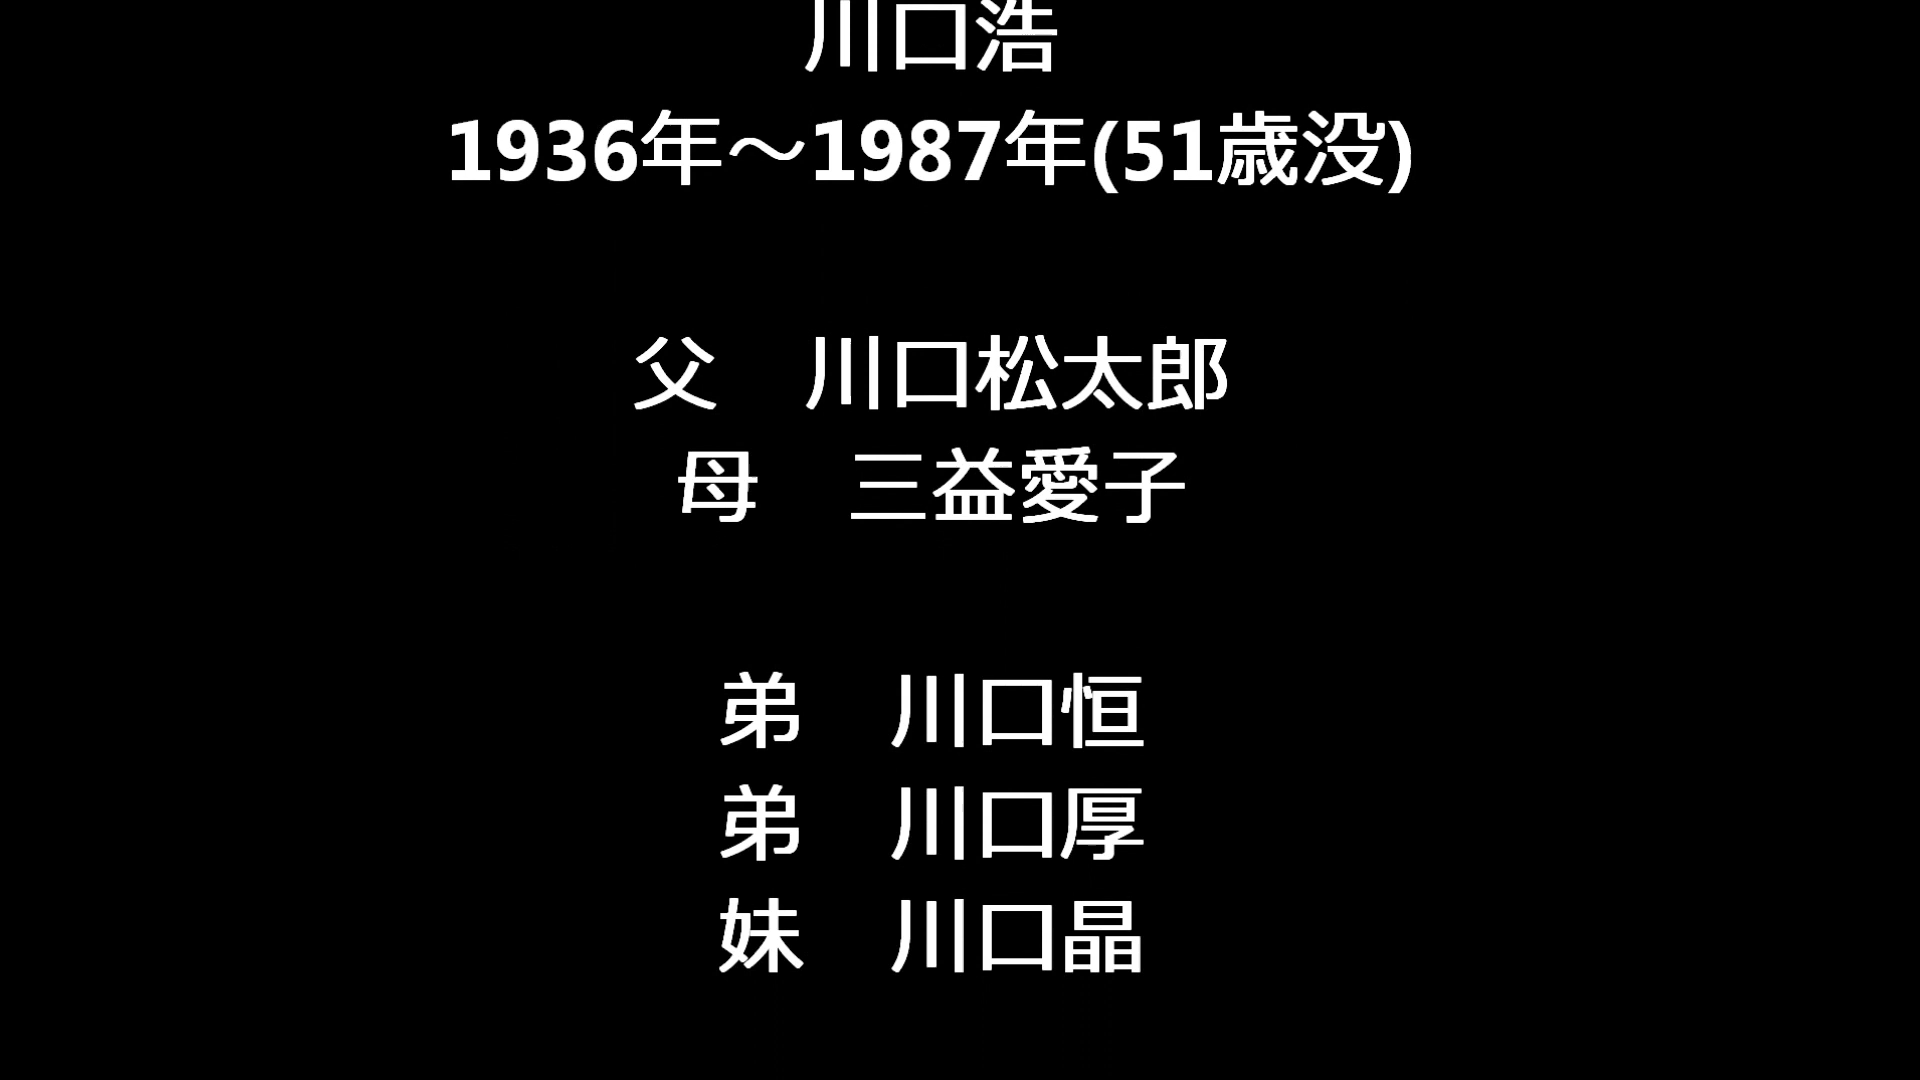 川口浩
1936年～1987年(51歳没)
父　川口松太郎
母　三益愛子
弟　川口恒
弟　川口厚
妹　川口晶